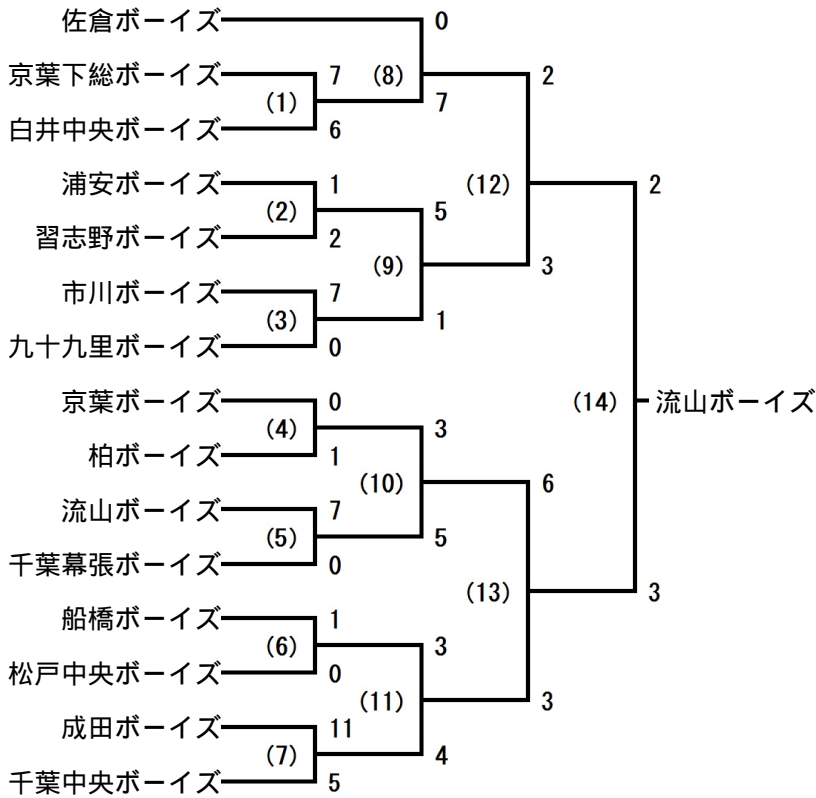 佐倉ボーイズ 0
京葉下総ボーイズ 7 (8) 2
(1) 7
白井中央ボーイズ 6
浦安ボーイズ 1 (12) 2
(2) 5
習志野ボーイズ 2
(9) 3
市川ボーイズ 7
(3) 1
九十九里ボーイズ 0
京葉ボーイズ 0 (14) 流山ボーイズ
(4) 3
柏ボーイズ 1
(10) 6
流山ボーイズ 7
(5) 5
千葉幕張ボーイズ 0
(13) 3
船橋ボーイズ 1
(6) 3
松戸中央ボーイズ 0
(11) 3
成田ボーイズ 11
(7) 4
千葉中央ボーイズ 5